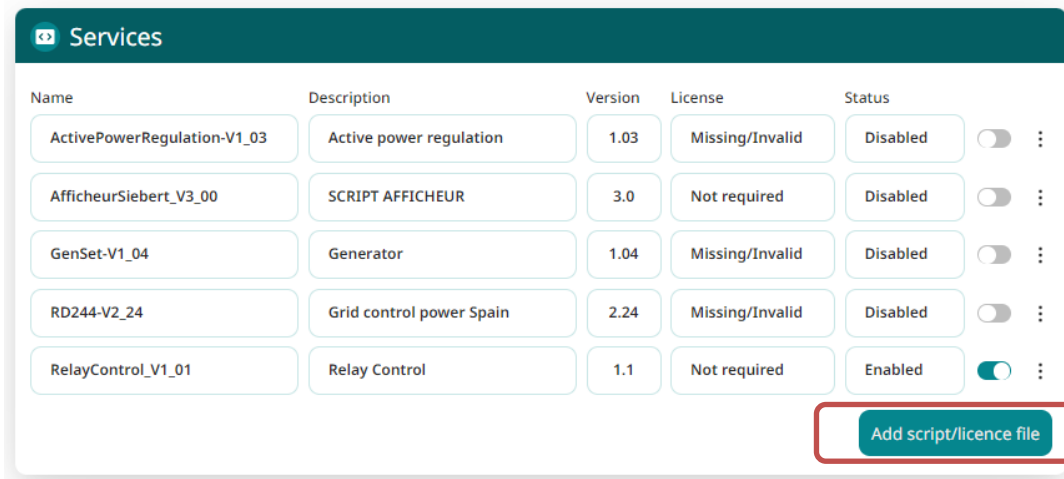 Services
Name Description Version License Status
ActivePowerRegulation-V1_03 Active power regulation 1.03 Missing/Invalid Disabled
AfficheurSiebert_V3_00 SCRIPT AFFICHEUR 3.0 Not required Disabled
GenSet-V1_04 Generator 1.04 Missing/Invalid Disabled
RD244-V2_24 Grid control power Spain 2.24 Missing/Invalid Disabled
RelayControl_V1_01 Relay Control 1.1 Not required Enabled
Add script/licence file